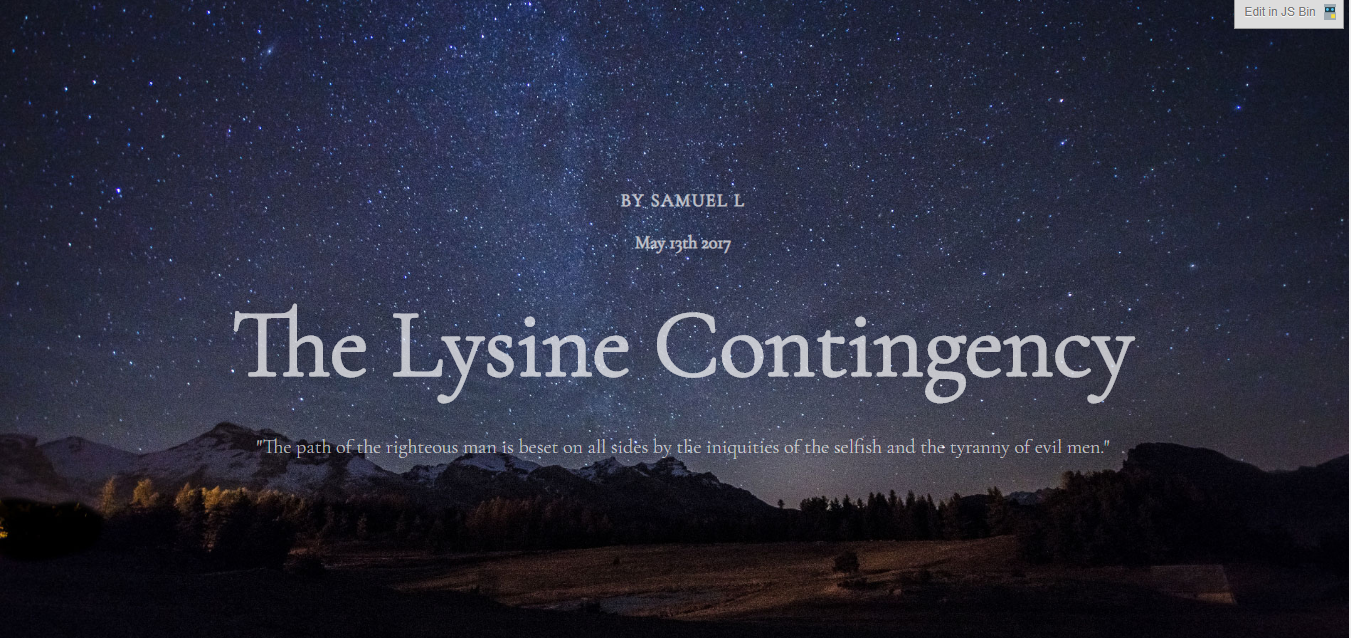 Edit in JS Bin
BY SAMUEL L
May 13th 2017
The Lysine Contingency
"The path of the righteous man is beset on all sides by the iniquities of the selfish and the tyranny of evil men."